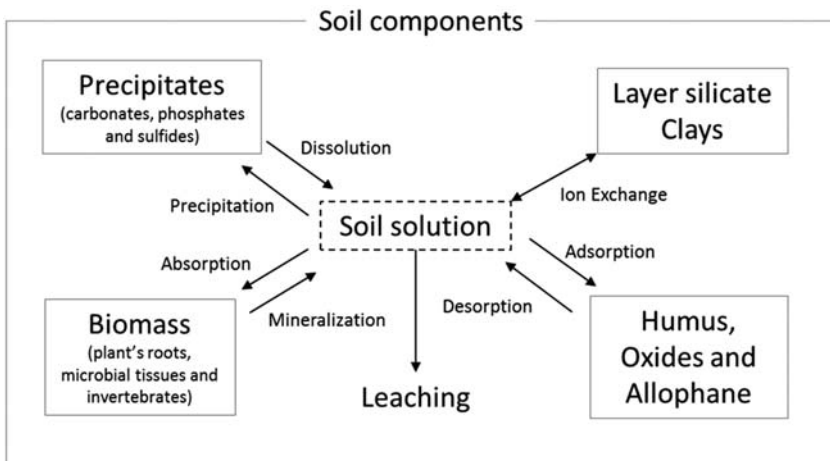 Soil components
Precipitates
(carbonates, phosphates
and sulfides)
Layer silicate
Clays
Dissolution
Precipitation
Ion Exchange
Soil solution
Absorption
Adsorption
Mineralization
Desorption
Biomass
(plant's roots,
microbial tissues and
invertebrates)
Leaching
Humus,
Oxides and
Allophane